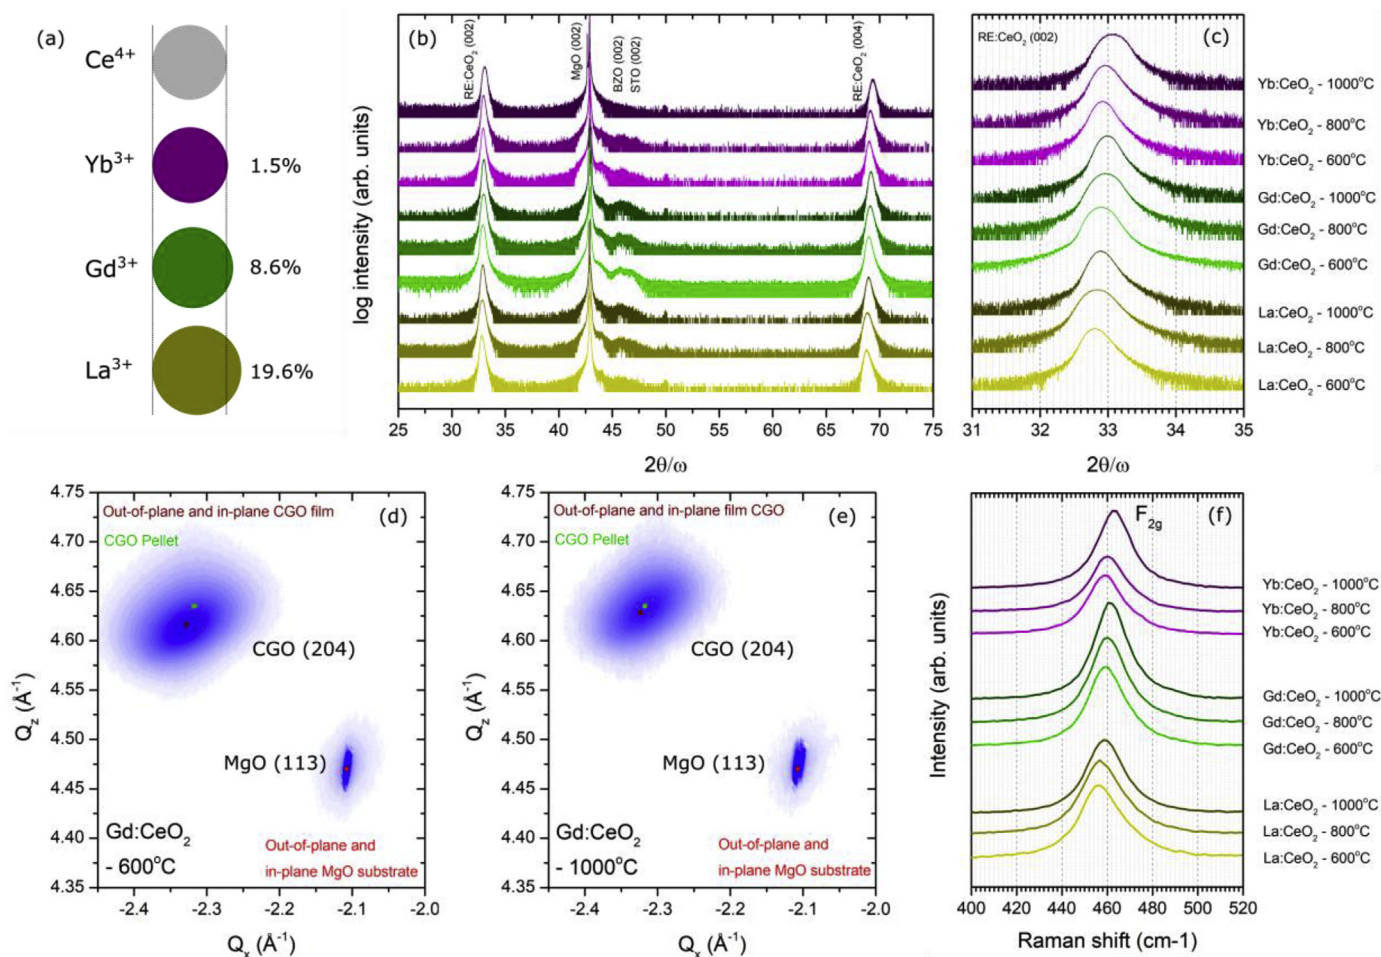 (a)
Ce4+
Yb3+
1.5%
Gd3+
8.6%
La3+
19.6%
(b)
RE:CeO2 (002)
MgO (002)
BZO (002)
STO (002)
RE:CeO2 (004)
log intensity (arb. units)
25 30 35 40 45 50 55 60 65 70 75
2θ/ω
(c)
RE:CeO2 (002)
Yb:CeO2 - 1000°C
Yb:CeO2 - 800°C
Yb:CeO2 - 600°C
Gd:CeO2 - 1000°C
Gd:CeO2 - 800°C
Gd:CeO2 - 600°C
La:CeO2 - 1000°C
La:CeO2 - 800°C
La:CeO2 - 600°C
31 32 33 34 35
2θ/ω
(d)
Out-of-plane and in-plane CGO film
CGO Pellet
CGO (204)
MgO (113)
Gd:CeO2
- 600°C
Out-of-plane and
in-plane MgO substrate
4.75
4.70
4.65
4.60
4.55
4.50
4.45
4.40
4.35
Qz (Å-1)
-2.4 -2.3 -2.2 -2.1 -2.0
Qx (Å-1)
(e)
Out-of-plane and in-plane film CGO
CGO Pellet
CGO (204)
MgO (113)
Gd:CeO2
- 1000°C
Out-of-plane and
in-plane MgO substrate
4.75
4.70
4.65
4.60
4.55
4.50
4.45
4.40
4.35
Qz (Å-1)
-2.4 -2.3 -2.2 -2.1 -2.0
Qx (Å-1)
(f)
F2g
Intensity (arb. units)
Yb:CeO2 - 1000°C
Yb:CeO2 - 800°C
Yb:CeO2 - 600°C
Gd:CeO2 - 1000°C
Gd:CeO2 - 800°C
Gd:CeO2 - 600°C
La:CeO2 - 1000°C
La:CeO2 - 800°C
La:CeO2 - 600°C
400 420 440 460 480 500 520
Raman shift (cm-1)